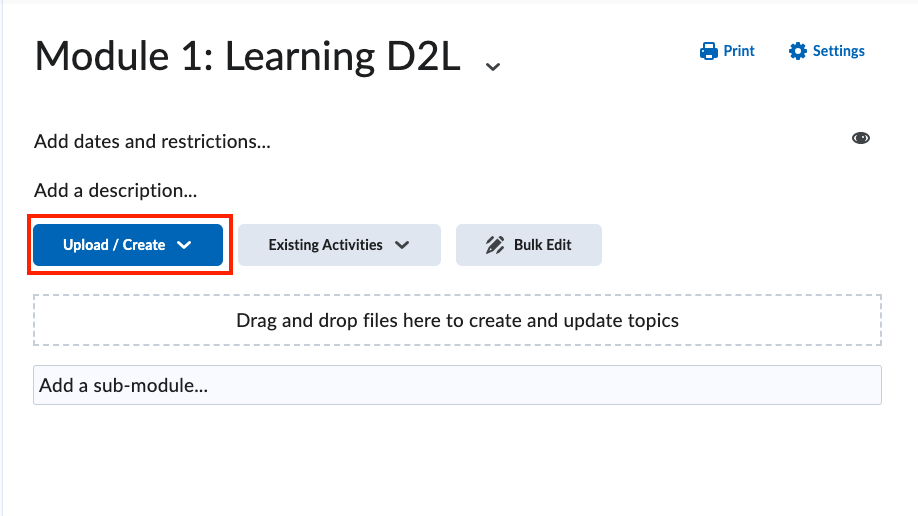 Module 1: Learning D2L
Print
Settings
Add dates and restrictions...
Add a description...
Upload / Create
Existing Activities
Bulk Edit
Drag and drop files here to create and update topics
Add a sub-module...